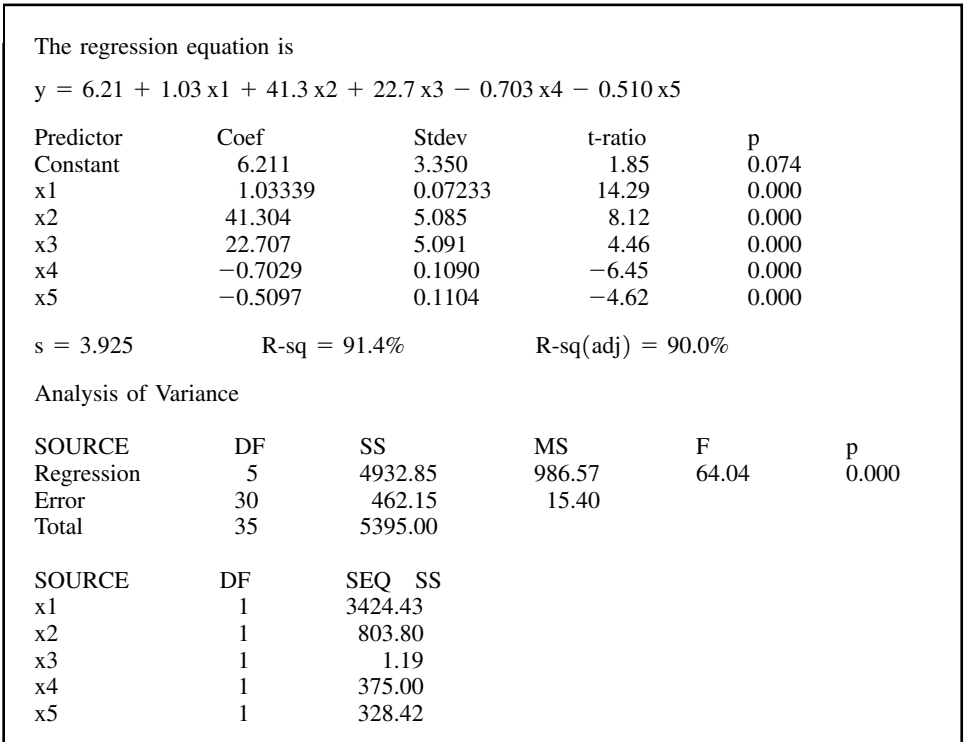 The regression equation is
y = 6.21 + 1.03 x1 + 41.3 x2 + 22.7 x3 − 0.703 x4 − 0.510 x5
Predictor Coef Stdev t-ratio p
Constant 6.211 3.350 1.85 0.074
x1 1.03339 0.07233 14.29 0.000
x2 41.304 5.085 8.12 0.000
x3 22.707 5.091 4.46 0.000
x4 −0.7029 0.1090 −6.45 0.000
x5 −0.5097 0.1104 −4.62 0.000
s = 3.925 R-sq = 91.4% R-sq(adj) = 90.0%
Analysis of Variance
SOURCE DF SS MS F p
Regression 5 4932.85 986.57 64.04 0.000
Error 30 462.15 15.40
Total 35 5395.00
SOURCE DF SEQ SS
x1 1 3424.43
x2 1 803.80
x3 1 1.19
x4 1 375.00
x5 1 328.42